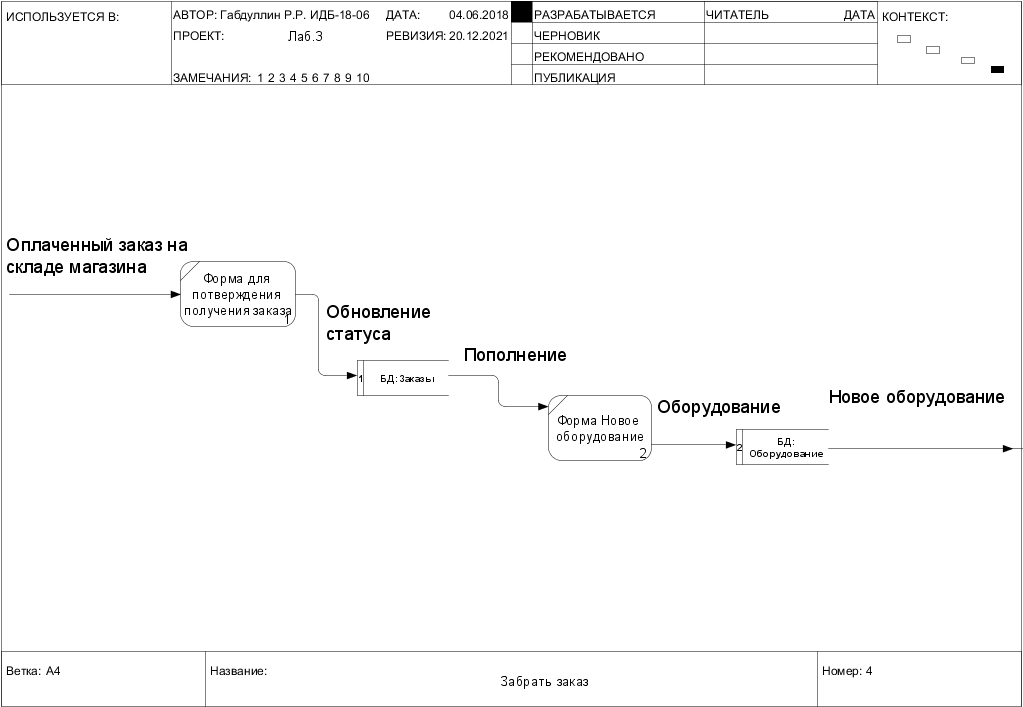 ИСПОЛЬЗУЕТСЯ В:
АВТОР: Габдуллин Р.Р. ИДБ-18-06
ДАТА: 04.06.2018
ПРОЕКТ: Лаб.3
РЕВИЗИЯ: 20.12.2021
ЗАМЕЧАНИЯ: 1 2 3 4 5 6 7 8 9 10
РАЗРАБАТЫВАЕТСЯ
ЧЕРНОВИК
РЕКОМЕНДОВАНО
ПУБЛИКАЦИЯ
ЧИТАТЕЛЬ
ДАТА
КОНТЕКСТ:
Оплаченный заказ на
складе магазина
Форма для
потверждения
получения заказа
1
Обновление
статуса
1
БД: Заказы
Пополнение
Форма Новое
оборудование
2
Оборудование
2
БД:
Оборудование
Новое оборудование
Ветка: A4
Название:
Забрать заказ
Номер: 4